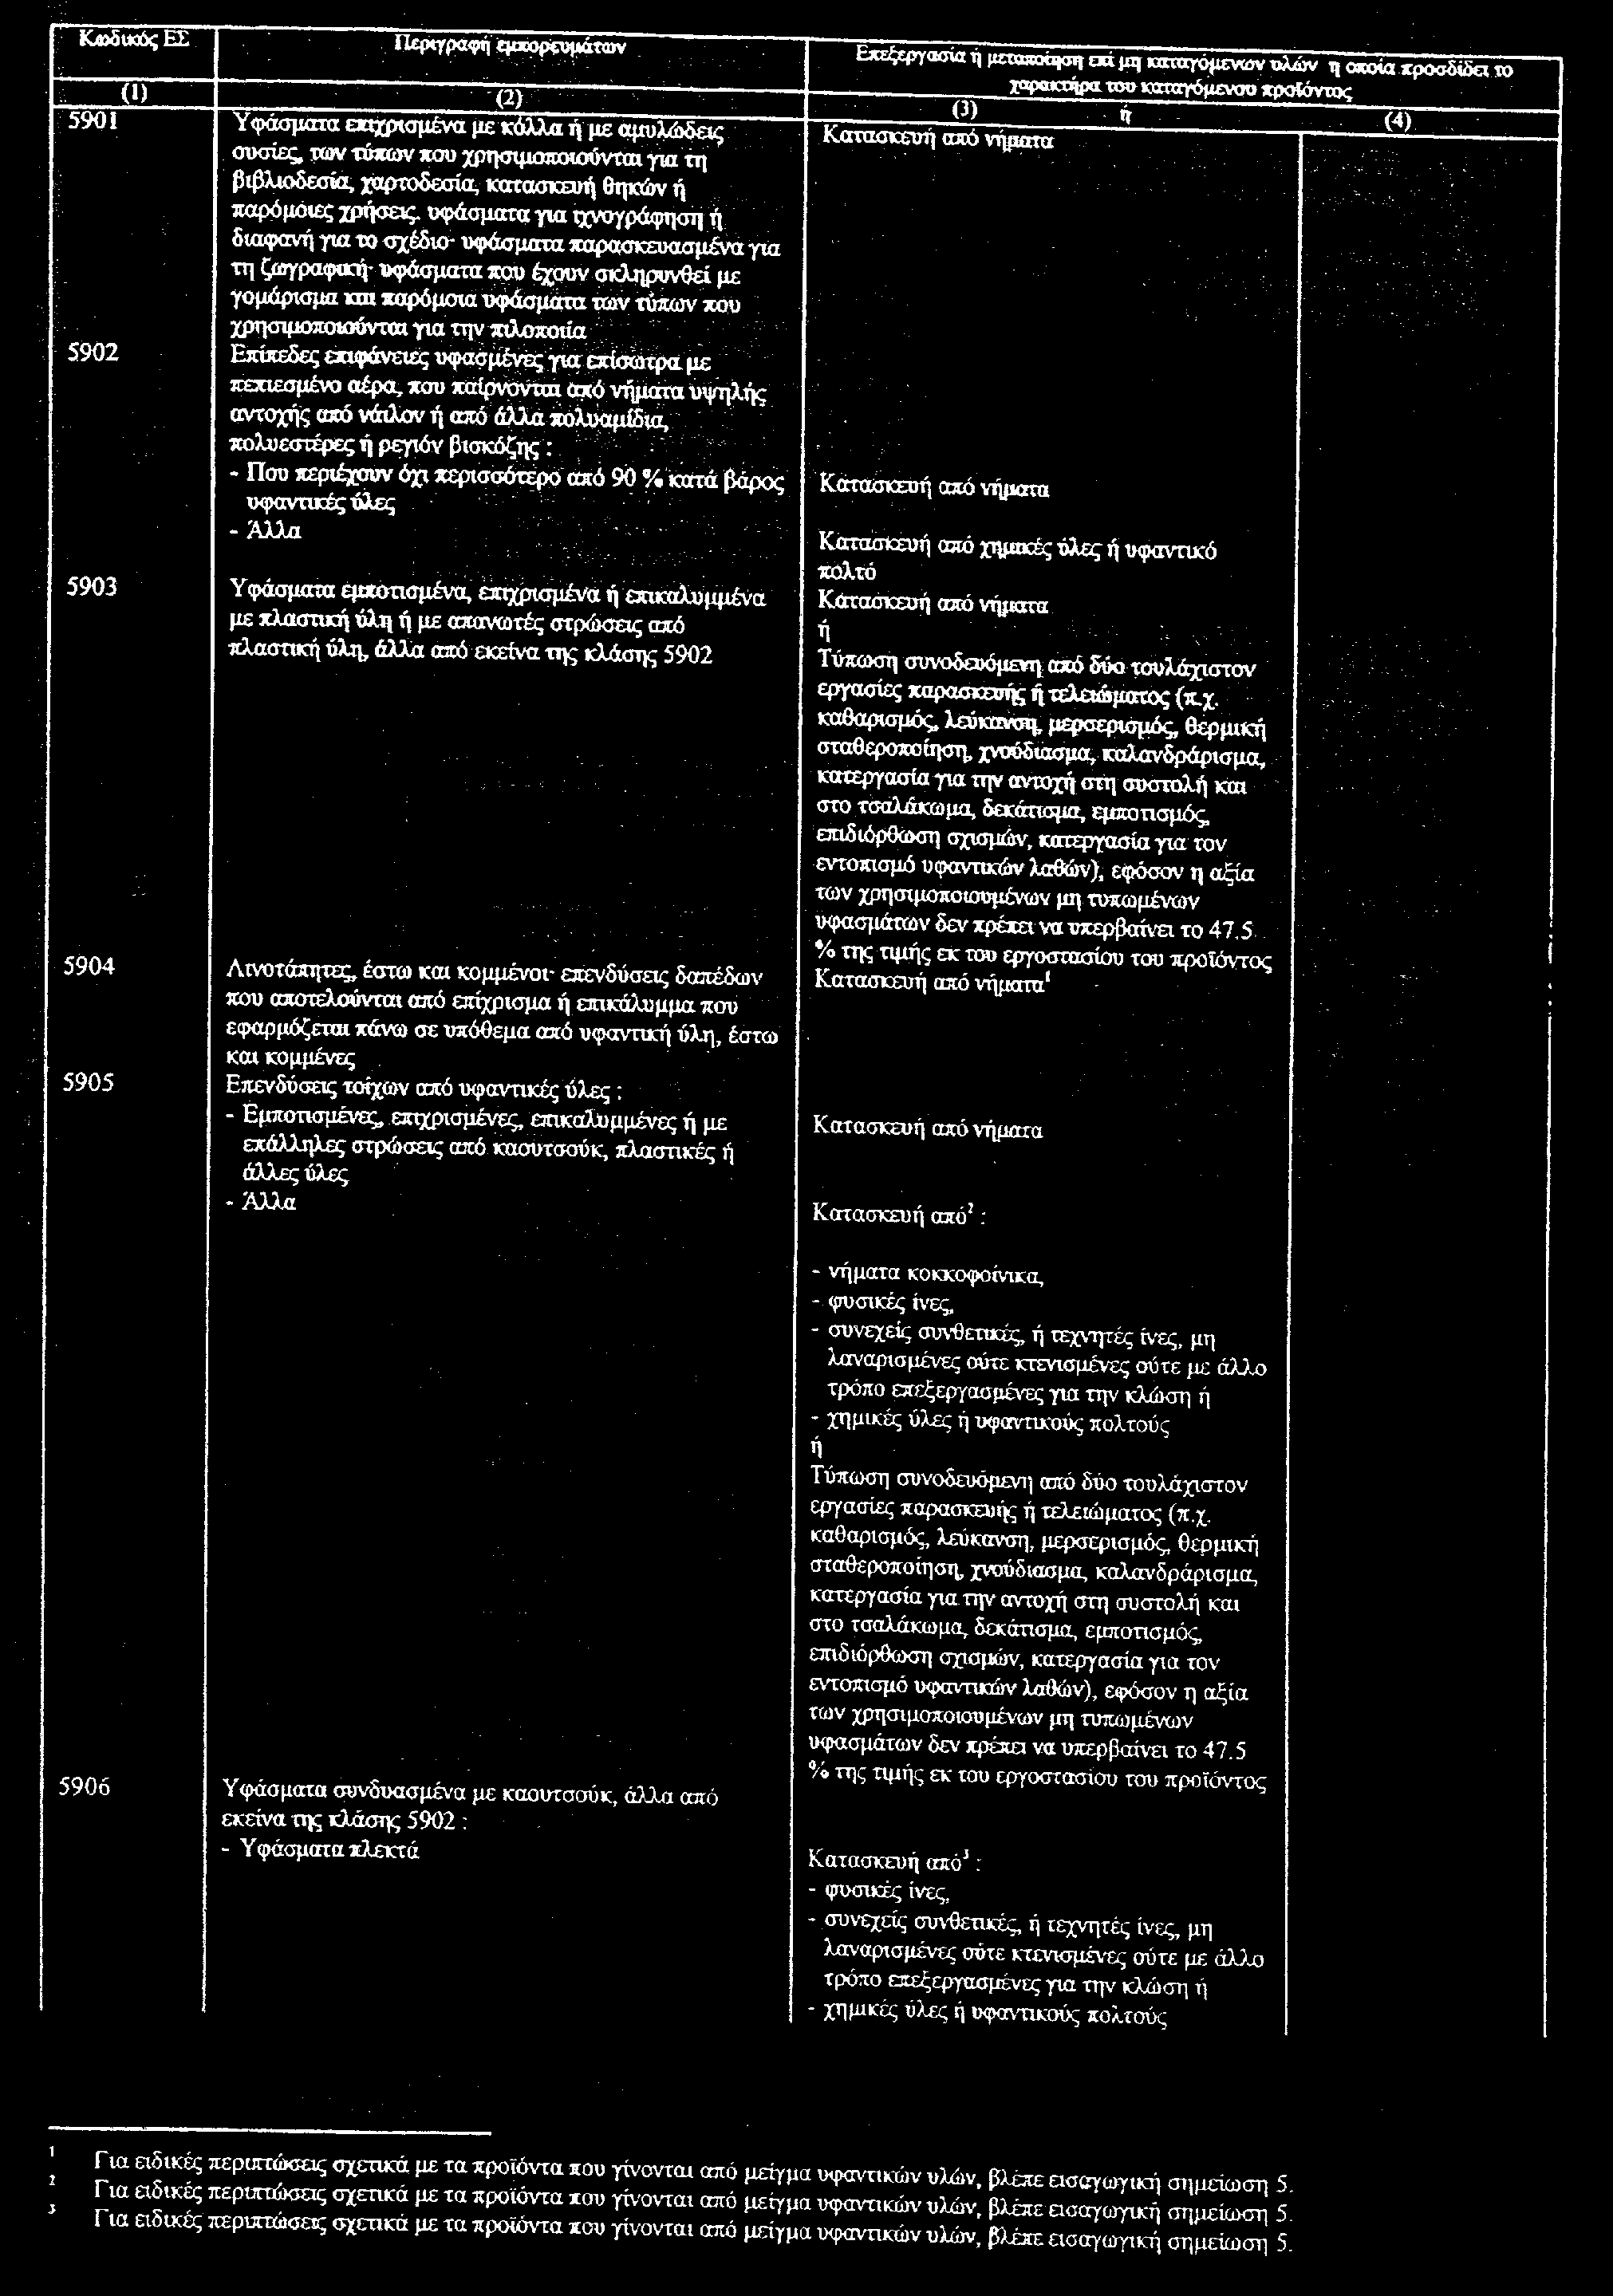 Κωδικός ΕΣ
Περιγραφή εμπορευμάτων
Επεξεργασία ή μεταποίηση επί μη καταγόμενων υλών η οποία προσδίδει το
χαρακτήρα του καταγόμενου προϊόντος
(1)
(2)
(3)
ή
(4)
5901
Υφάσματα επιχρισμένα με κόλλα ή με αμυλώδεις
ουσίες, των τύπων που χρησιμοποιούνται για τη
βιβλιοδεσία, χαρτοδεσία, κατασκευή θηκών ή
παρόμοιες χρήσεις. υφάσματα για ιχνογράφηση ή
διαφανή για το σχέδιο· υφάσματα παρασκευασμένα για
τη ζωγραφική· υφάσματα που έχουν σκληρυνθεί με
γομάρισμα και παρόμοια υφάσματα των τύπων που
χρησιμοποιούνται για την πιλοποιία
Κατασκευή από νήματα
5902
Επίπεδες επιφάνειες υφασμένες για επίσωτρα με
πεπιεσμένο αέρα, που παίρνονται από νήματα υψηλής
αντοχής από νάιλον ή από άλλα πολυαμίδια,
πολυεστέρες ή ρεγιόν βισκόζης :
- Που περιέχουν όχι περισσότερο από 90 % κατά βάρος
υφαντικές ύλες
Κατασκευή από νήματα
- Άλλα
Κατασκευή από χημικές ύλες ή υφαντικό
πολτό
5903
Υφάσματα εμποτισμένα, επιχρισμένα ή επικαλυμμένα
με πλαστική ύλη ή με απανωτές στρώσεις από
πλαστική ύλη, άλλα από εκείνα της κλάσης 5902
Κατασκευή από νήματα
ή
Τύπωση συνοδευόμενη από δύο τουλάχιστον
εργασίες παρασκευής ή τελειώματος (π.χ.
καθαρισμός, λεύκανση, μερσερισμός, θερμική
σταθεροποίηση, χνούδιασμα, καλανδράρισμα,
κατεργασία για την αντοχή στη συστολή και
στο τσαλάκωμα, δεκάτισμα, εμποτισμός,
επιδιόρθωση σχισμών, κατεργασία για τον
εντοπισμό υφαντικών λαθών), εφόσον η αξία
των χρησιμοποιουμένων μη τυπωμένων
υφασμάτων δεν πρέπει να υπερβαίνει το 47.5
% της τιμής εκ του εργοστασίου του προϊόντος
5904
Λινοτάπητες, έστω και κομμένοι· επενδύσεις δαπέδων
που αποτελούνται από επίχρισμα ή επικάλυμμα που
εφαρμόζεται πάνω σε υπόθεμα από υφαντική ύλη, έστω
και κομμένες
Κατασκευή από νήματα¹
5905
Επενδύσεις τοίχων από υφαντικές ύλες :
- Εμποτισμένες, επιχρισμένες, επικαλυμμένες ή με
επάλληλες στρώσεις από καουτσούκ, πλαστικές ή
άλλες ύλες
Κατασκευή από νήματα
- Άλλα
Κατασκευή από² :
- νήματα κοκκοφοίνικα,
- φυσικές ίνες,
- συνεχείς συνθετικές, ή τεχνητές ίνες, μη
λαναρισμένες ούτε κτενισμένες ούτε με άλλο
τρόπο επεξεργασμένες για την κλώση ή
- χημικές ύλες ή υφαντικούς πολτούς
ή
Τύπωση συνοδευόμενη από δύο τουλάχιστον
εργασίες παρασκευής ή τελειώματος (π.χ.
καθαρισμός, λεύκανση, μερσερισμός, θερμική
σταθεροποίηση, χνούδιασμα, καλανδράρισμα,
κατεργασία για την αντοχή στη συστολή και
στο τσαλάκωμα, δεκάτισμα, εμποτισμός,
επιδιόρθωση σχισμών, κατεργασία για τον
εντοπισμό υφαντικών λαθών), εφόσον η αξία
των χρησιμοποιουμένων μη τυπωμένων
υφασμάτων δεν πρέπει να υπερβαίνει το 47.5
% της τιμής εκ του εργοστασίου του προϊόντος
5906
Υφάσματα συνδυασμένα με καουτσούκ, άλλα από
εκείνα της κλάσης 5902 :
- Υφάσματα πλεκτά
Κατασκευή από³ :
- φυσικές ίνες,
- συνεχείς συνθετικές, ή τεχνητές ίνες, μη
λαναρισμένες ούτε κτενισμένες ούτε με άλλο
τρόπο επεξεργασμένες για την κλώση ή
- χημικές ύλες ή υφαντικούς πολτούς
¹ Για ειδικές περιπτώσεις σχετικά με τα προϊόντα που γίνονται από μείγμα υφαντικών υλών, βλέπε εισαγωγική σημείωση 5.
² Για ειδικές περιπτώσεις σχετικά με τα προϊόντα που γίνονται από μείγμα υφαντικών υλών, βλέπε εισαγωγική σημείωση 5.
³ Για ειδικές περιπτώσεις σχετικά με τα προϊόντα που γίνονται από μείγμα υφαντικών υλών, βλέπε εισαγωγική σημείωση 5.